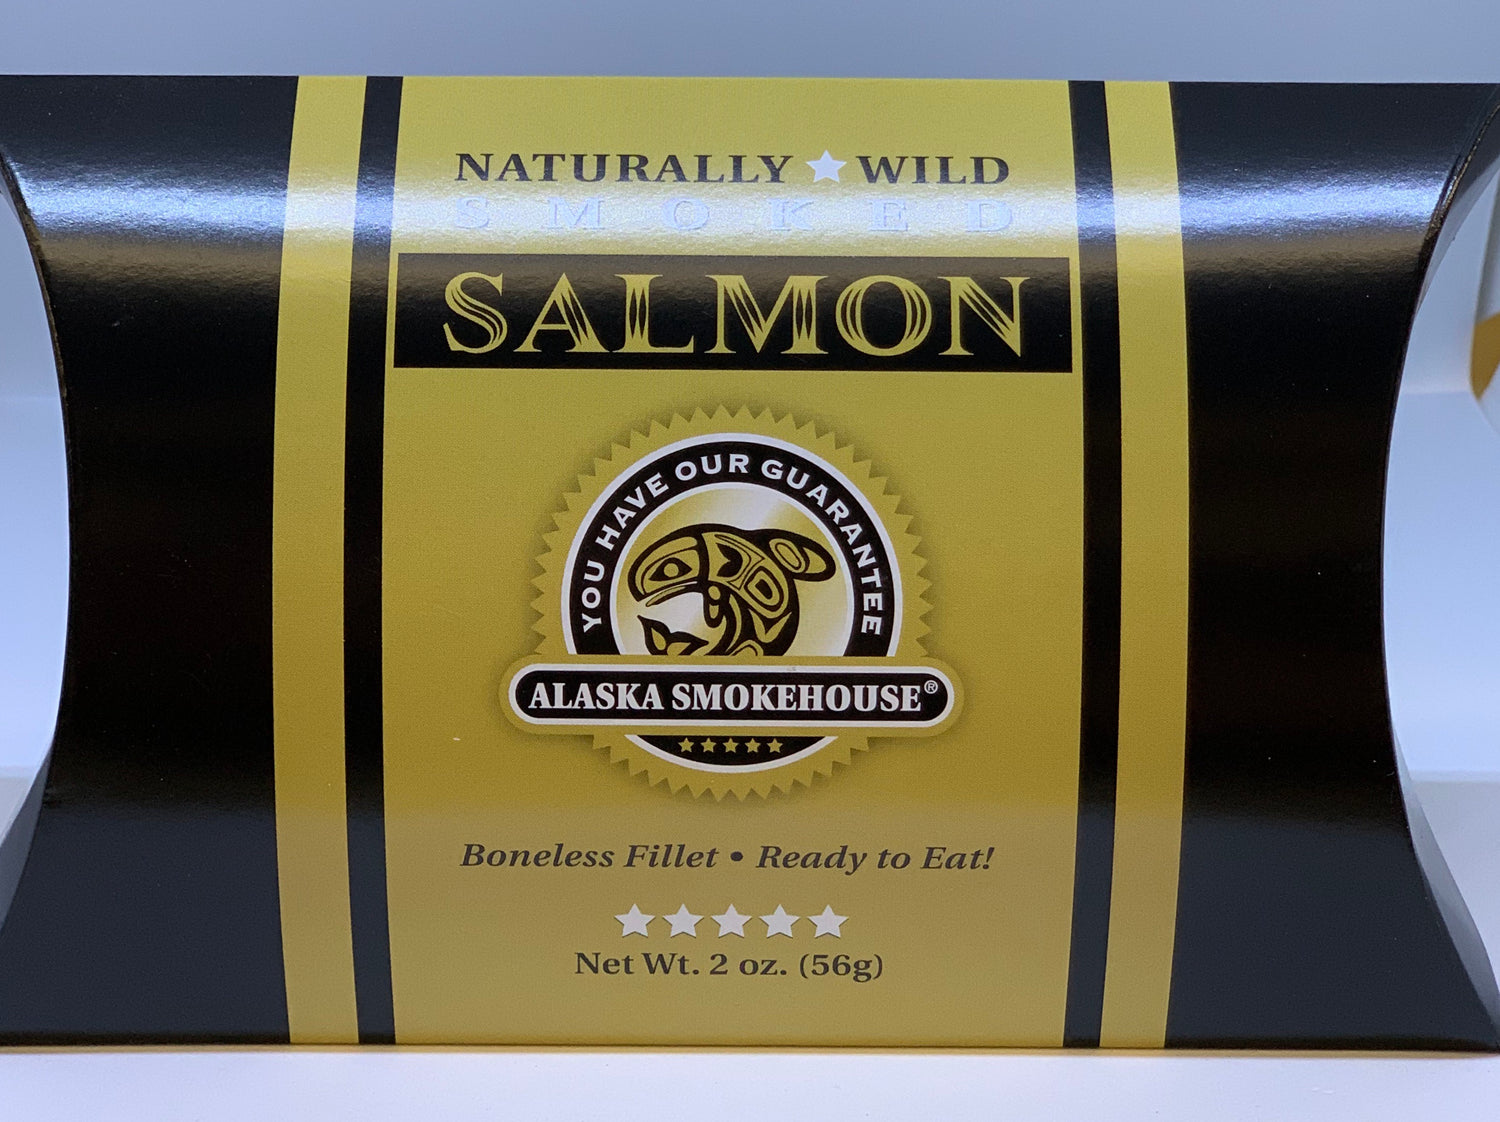 NATURALLY ★ WILD
SMOKED
SALMON
YOU HAVE OUR GUARANTEE
ALASKA SMOKEHOUSE®
Boneless Fillet • Ready to Eat!
Net Wt. 2 oz. (56g)